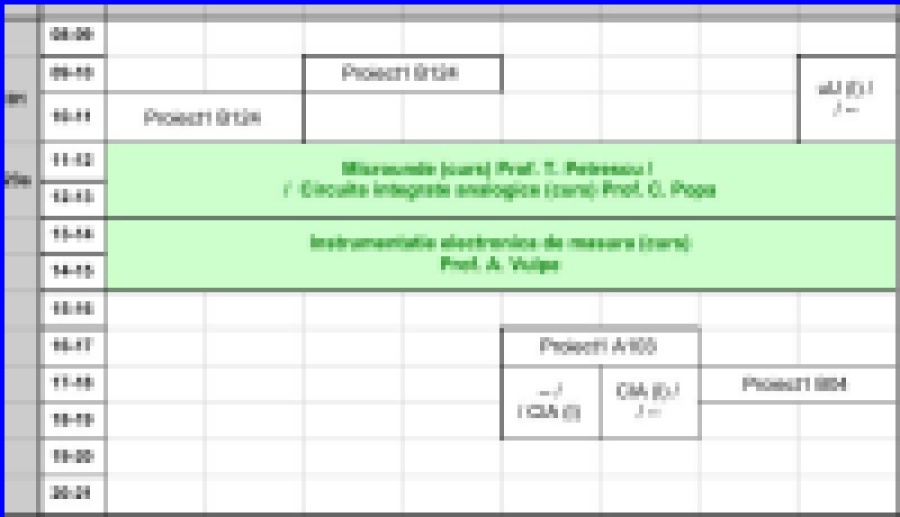 08-09
09-10
Proiect1 B124
10-11
Proiect1 B124
/ --
11-12
Microunde (curs) Prof. T. Petrescu /
12-13
/ Circuite integrate analogice (curs) Prof. C. Popa
13-14
Instrumentatie electronica de masura (curs)
14-15
Prof. A. Vulpe
15-16
16-17
Proiect1 A103
17-18
-- /
/ CIA (l)
CIA (l) /
/ --
Proiect1 B04
18-19
19-20
20-21